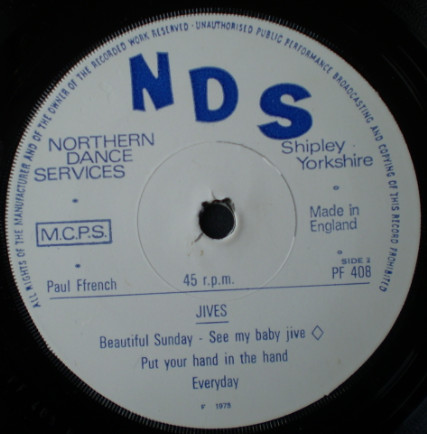 ALL RIGHTS OF THE MANUFACTURER AND OF THE OWNER OF THE RECORDED WORK RESERVED · UNAUTHORISED PUBLIC PERFORMANCE BROADCASTING AND COPYING OF THIS RECORD PROHIBITED
NDS
NORTHERN
DANCE
SERVICES
Shipley
Yorkshire
M.C.P.S.
Made in
England
SIDE
Paul Ffrench 45 r.p.m. PF 408
JIVES
Beautiful Sunday - See my baby jive ◇
Put your hand in the hand
Everyday